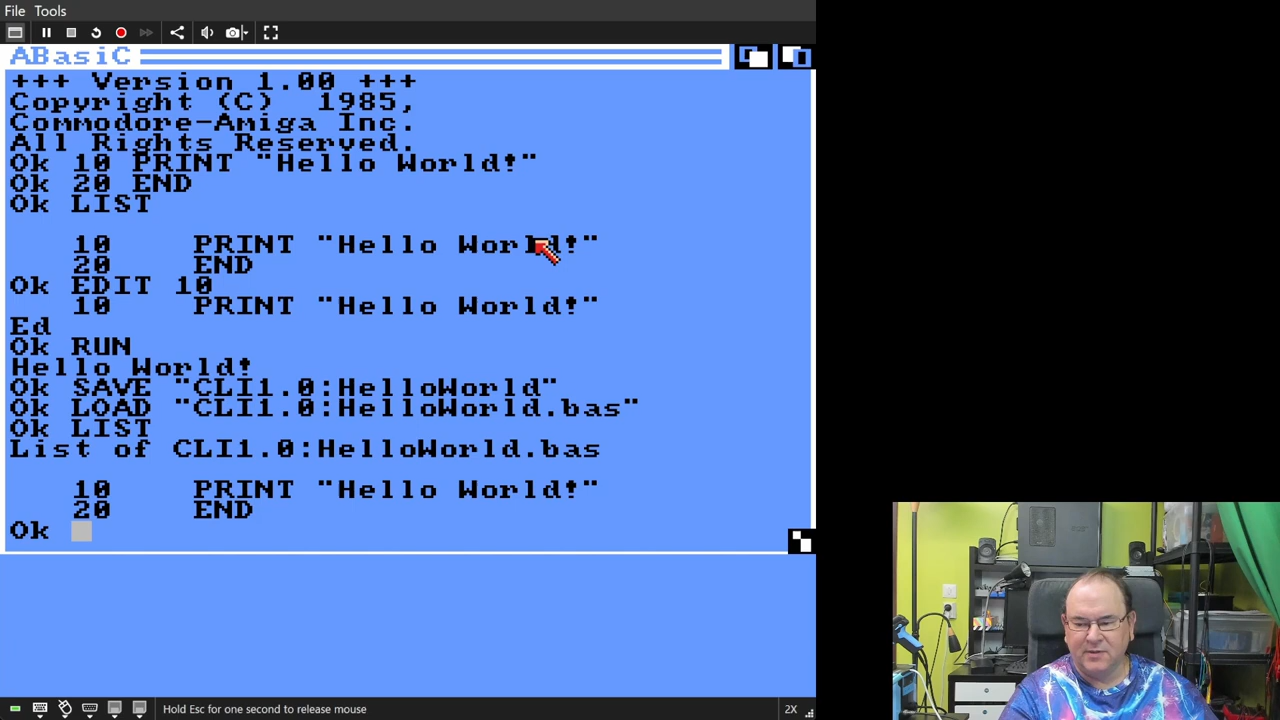 File Tools
ABasiC
+++ Version 1.00 +++
Copyright (C)  1985,
Commodore-Amiga Inc.
All Rights Reserved.
Ok 10 PRINT "Hello World!"
Ok 20 END
Ok LIST
10 PRINT "Hello World!"
20 END
Ok EDIT 10
10 PRINT "Hello World!"
Ed
Ok RUN
Hello World!
Ok SAVE "CLI1.0:HelloWorld"
Ok LOAD "CLI1.0:HelloWorld.bas"
Ok LIST
List of CLI1.0:HelloWorld.bas
10 PRINT "Hello World!"
20 END
Ok
Hold Esc for one second to release mouse
2X